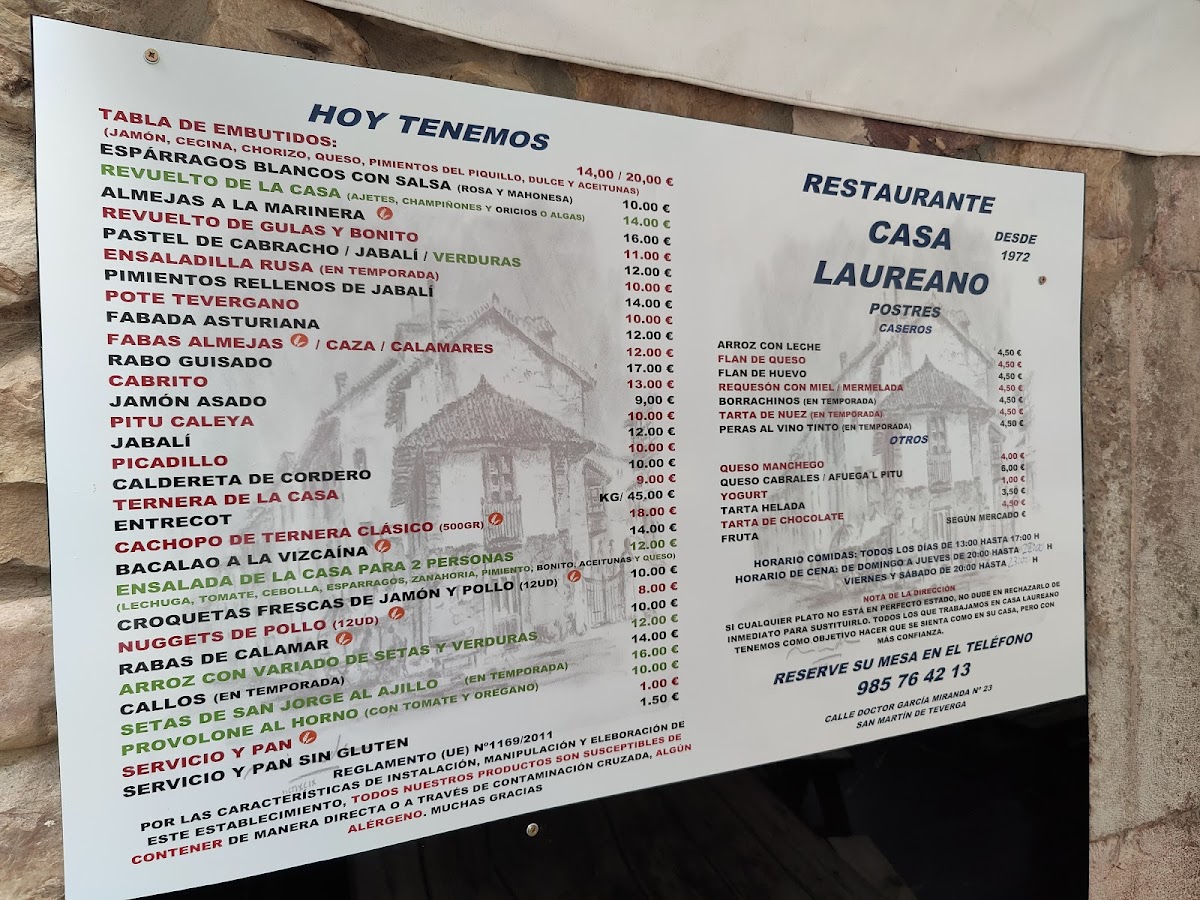 HOY TENEMOS
TABLA DE EMBUTIDOS: 14,00 / 20,00 €
(JAMÓN, CECINA, CHORIZO, QUESO, PIMIENTOS DEL PIQUILLO, DULCE Y ACEITUNAS)
ESPÁRRAGOS BLANCOS CON SALSA (ROSA Y MAHONESA) 10.00 €
REVUELTO DE LA CASA (AJETES, CHAMPIÑONES Y ORICIOS O ALGAS) 14.00 €
ALMEJAS A LA MARINERA 16.00 €
REVUELTO DE GULAS Y BONITO 11.00 €
PASTEL DE CABRACHO / JABALÍ / VERDURAS 12.00 €
ENSALADILLA RUSA (EN TEMPORADA) 10.00 €
PIMIENTOS RELLENOS DE JABALÍ 14.00 €
POTE TEVERGANO 10.00 €
FABADA ASTURIANA 12.00 €
FABAS ALMEJAS / CAZA / CALAMARES 12.00 €
RABO GUISADO 17.00 €
CABRITO 13.00 €
JAMÓN ASADO 9,00 €
PITU CALEYA 10.00 €
JABALÍ 12.00 €
PICADILLO 10.00 €
CALDERETA DE CORDERO 10.00 €
TERNERA DE LA CASA 9.00 €
ENTRECOT KG/ 45,00 €
CACHOPO DE TERNERA CLÁSICO (500GR) 18.00 €
BACALAO A LA VIZCAÍNA 14.00 €
ENSALADA DE LA CASA PARA 2 PERSONAS 12.00 €
(LECHUGA, TOMATE, CEBOLLA, ESPARRAGÓS, ZANAHORIA, PIMIENTO, BONITO, ACEITUNAS Y QUESO)
CROQUETAS FRESCAS DE JAMÓN Y POLLO (12UD) 10.00 €
NUGGETS DE POLLO (12UD) 8.00 €
RABAS DE CALAMAR 10.00 €
ARROZ CON VARIADO DE SETAS Y VERDURAS 12.00 €
CALLOS (EN TEMPORADA) 14.00 €
SETAS DE SAN JORGE AL AJILLO (EN TEMPORADA) 16.00 €
PROVOLONE AL HORNO (CON TOMATE Y OREGANO) 10.00 €
SERVICIO Y PAN 1.00 €
SERVICIO Y PAN SIN GLUTEN 1.50 €
REGLAMENTO (UE) Nº1169/2011
POR LAS CARACTERÍSTICAS DE INSTALACIÓN, MANIPULACIÓN Y ELEBORACIÓN DE
ESTE ESTABLECIMIENTO, TODOS NUESTROS PRODUCTOS SON SUSCEPTIBLES DE
CONTENER DE MANERA DIRECTA O A TRAVÉS DE CONTAMINACIÓN CRUZADA, ALGÚN
ALÉRGENO. MUCHAS GRACIAS
RESTAURANTE
CASA
LAUREANO
DESDE
1972
POSTRES
CASEROS
ARROZ CON LECHE 4,50 €
FLAN DE QUESO 4,50 €
FLAN DE HUEVO 4,50 €
REQUESÓN CON MIEL / MERMELADA 4,50 €
BORRACHINOS (EN TEMPORADA) 4,50 €
TARTA DE NUEZ (EN TEMPORADA) 4,50 €
PERAS AL VINO TINTO (EN TEMPORADA) 4,50 €
OTROS
QUESO MANCHEGO 4,00 €
QUESO CABRALES / AFUEGA´L PITU 6,00 €
YOGURT 1,00 €
TARTA HELADA 3,50 €
TARTA DE CHOCOLATE 4,50 €
FRUTA SEGÚN MERCADO €
HORARIO COMIDAS: TODOS LOS DÍAS DE 13:00 HASTA 17:00 H
HORARIO DE CENA: DE DOMINGO A JUEVES DE 20:00 HASTA H
VIERNES Y SÁBADO DE 20:00 HASTA 23:00 H
NOTA DE LA DIRECCIÓN
SI CUALQUIER PLATO NO ESTÁ EN PERFECTO ESTADO, NO DUDE EN RECHAZARLO DE
INMEDIATO PARA SUSTITUIRLO. TODOS LOS QUE TRABAJAMOS EN CASA LAUREANO
TENEMOS COMO OBJETIVO HACER QUE SE SIENTA COMO EN SU CASA, PERO CON
MÁS CONFIANZA.
RESERVE SU MESA EN EL TELÉFONO
985 76 42 13
CALLE DOCTOR GARCÍA MIRANDA Nº 23
SAN MARTÍN DE TEVERGA